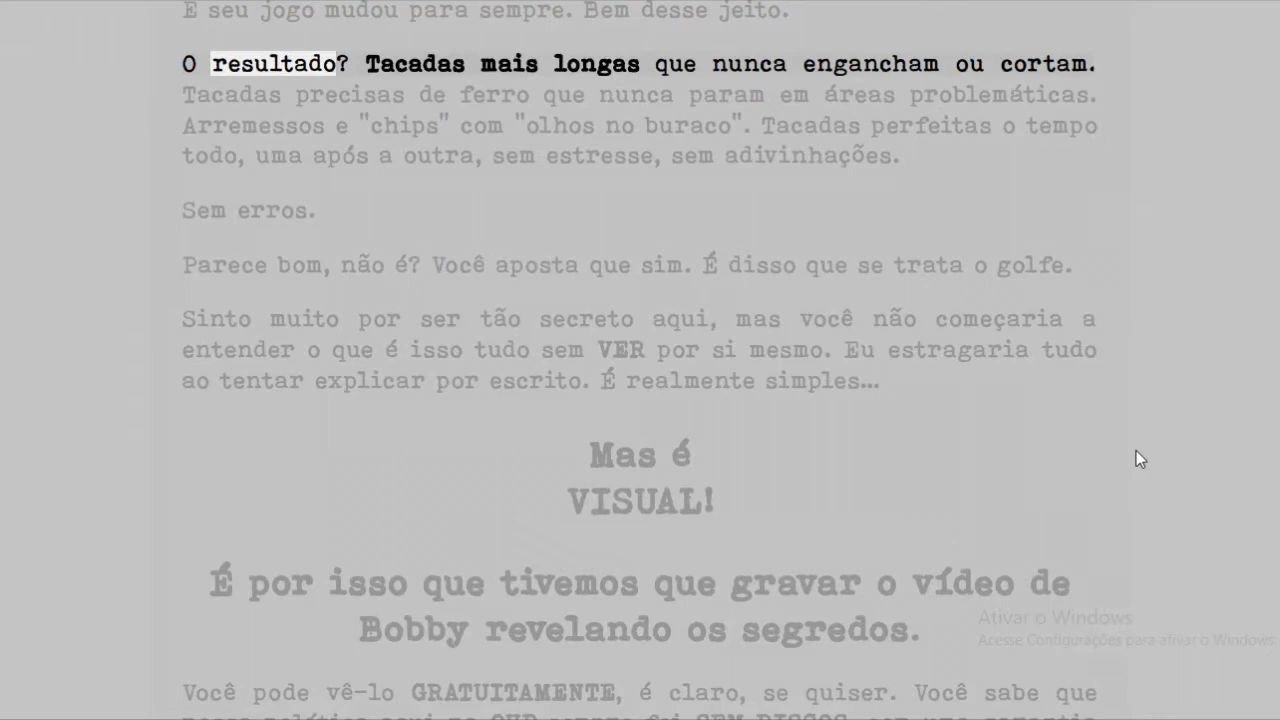 E seu jogo mudou para sempre. Bem desse jeito.
O resultado? Tacadas mais longas que nunca engancham ou cortam.
Tacadas precisas de ferro que nunca param em áreas problemáticas.
Arremessos e "chips" com "olhos no buraco". Tacadas perfeitas o tempo
todo, uma após a outra, sem estresse, sem adivinhações.
Sem erros.
Parece bom, não é? Você aposta que sim. É disso que se trata o golfe.
Sinto muito por ser tão secreto aqui, mas você não começaria a
entender o que é isso tudo sem VER por si mesmo. Eu estragaria tudo
ao tentar explicar por escrito. É realmente simples...
Mas é
VISUAL!
É por isso que tivemos que gravar o vídeo de
Bobby revelando os segredos.
Ativar o Windows
Acesse Configurações para ativar o Windows.
Você pode vê-lo GRATUITAMENTE, é claro, se quiser. Você sabe que